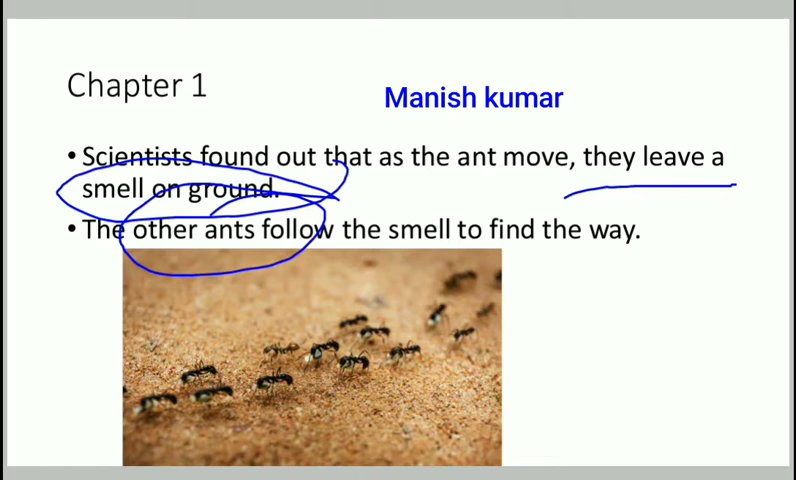 Chapter 1
Manish kumar
• Scientists found out that as the ant move, they leave a
smell on ground.
• The other ants follow the smell to find the way.